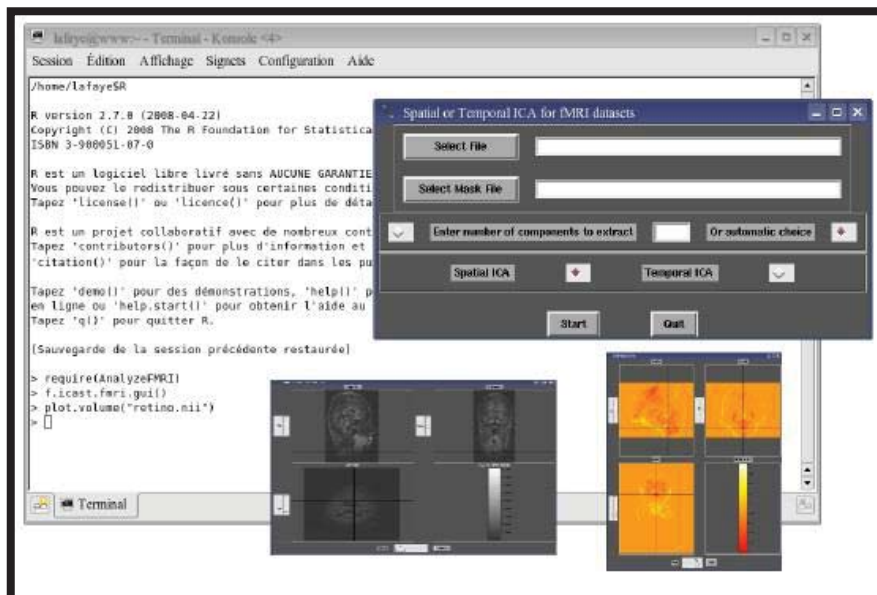 lafaye@www:~ - Terminal - Konsole <4>
Session Édition Affichage Signets Configuration Aide
/home/lafaye$R
R version 2.7.0 (2008-04-22)
Copyright (C) 2008 The R Foundation for Statistica
ISBN 3-900051-07-0
R est un logiciel libre livré sans AUCUNE GARANTIE
Vous pouvez le redistribuer sous certaines conditi
Tapez 'license()' ou 'licence()' pour plus de déta
R est un projet collaboratif avec de nombreux cont
Tapez 'contributors()' pour plus d'information et
'citation()' pour la façon de le citer dans les pu
Tapez 'demo()' pour des démonstrations, 'help()' p
en ligne ou 'help.start()' pour obtenir l'aide au
Tapez 'q()' pour quitter R.
[Sauvegarde de la session précédente restaurée]
> require(AnalyzeFMRI)
> f.icast.fmri.gui()
> plot.volume("retino.nii")
>
Terminal
Spatial or Temporal ICA for fMRI datasets
Select File
Select Mask File
Enter number of components to extract Or automatic choice
Spatial ICA Temporal ICA
Start Quit